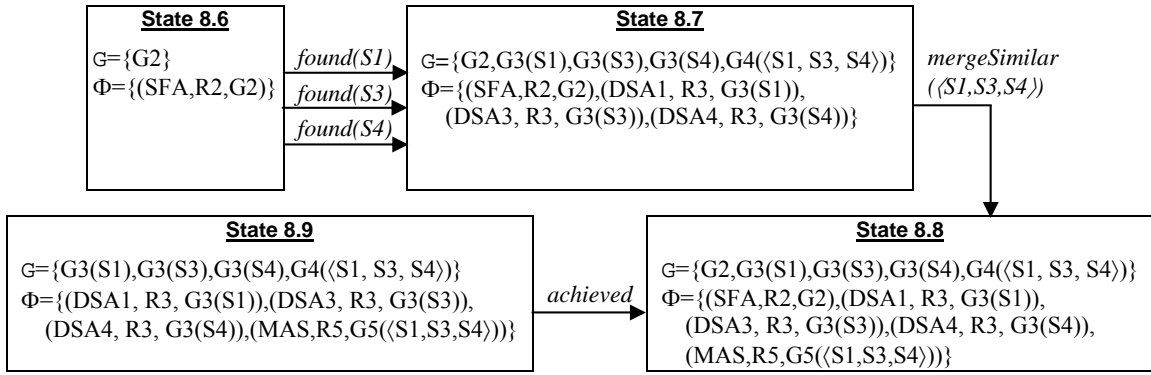 State 8.6
G={G2}
Φ={(SFA,R2,G2)}
found(S1)
found(S3)
found(S4)
State 8.7
G={G2,G3(S1),G3(S3),G3(S4),G4(⟨S1, S3, S4⟩)}
Φ={(SFA,R2,G2),(DSA1, R3, G3(S1)),
(DSA3, R3, G3(S3)),(DSA4, R3, G3(S4))}
mergeSimilar
(⟨S1,S3,S4⟩)
State 8.9
G={G3(S1),G3(S3),G3(S4),G4(⟨S1, S3, S4⟩)}
Φ={(DSA1, R3, G3(S1)),(DSA3, R3, G3(S3)),
(DSA4, R3, G3(S4)),(MAS,R5,G5(⟨S1,S3,S4⟩))}
achieved
State 8.8
G={G2,G3(S1),G3(S3),G3(S4),G4(⟨S1, S3, S4⟩)}
Φ={(SFA,R2,G2),(DSA1, R3, G3(S1)),
(DSA3, R3, G3(S3)),(DSA4, R3, G3(S4)),
(MAS,R5,G5(⟨S1,S3,S4⟩))}